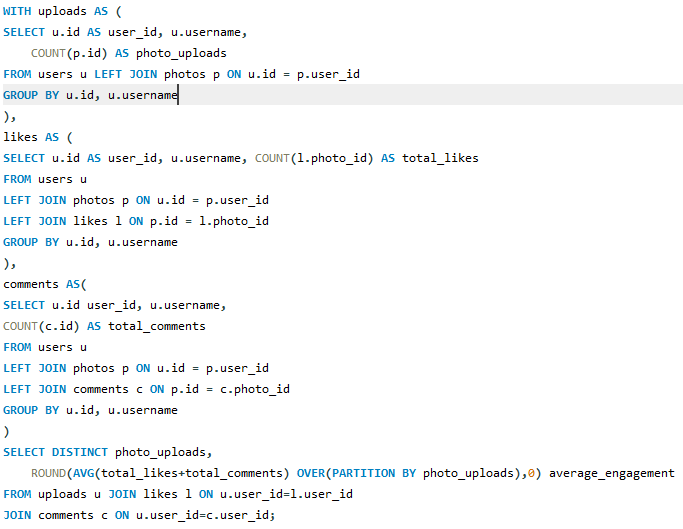 WITH uploads AS (
SELECT u.id AS user_id, u.username,
    COUNT(p.id) AS photo_uploads
FROM users u LEFT JOIN photos p ON u.id = p.user_id
GROUP BY u.id, u.username
),
likes AS (
SELECT u.id AS user_id, u.username, COUNT(l.photo_id) AS total_likes
FROM users u
LEFT JOIN photos p ON u.id = p.user_id
LEFT JOIN likes l ON p.id = l.photo_id
GROUP BY u.id, u.username
),
comments AS(
SELECT u.id user_id, u.username,
COUNT(c.id) AS total_comments
FROM users u
LEFT JOIN photos p ON u.id = p.user_id
LEFT JOIN comments c ON p.id = c.photo_id
GROUP BY u.id, u.username
)
SELECT DISTINCT photo_uploads,
    ROUND(AVG(total_likes+total_comments) OVER(PARTITION BY photo_uploads),0) average_engagement
FROM uploads u JOIN likes l ON u.user_id=l.user_id
JOIN comments c ON u.user_id=c.user_id;